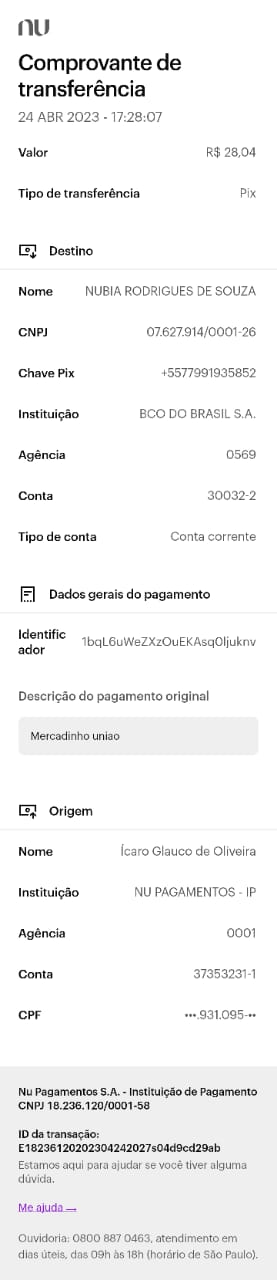 nu
Comprovante de
transferência
24 ABR 2023 - 17:28:07
Valor R$ 28,04
Tipo de transferência Pix
Destino
Nome NUBIA RODRIGUES DE SOUZA
CNPJ 07.627.914/0001-26
Chave Pix +5577991935852
Instituição BCO DO BRASIL S.A.
Agência 0569
Conta 30032-2
Tipo de conta Conta corrente
Dados gerais do pagamento
Identific
ador 1bqL6uWeZXzOuEKAsq0ljuknv
Descrição do pagamento original
Mercadinho uniao
Origem
Nome Ícaro Glauco de Oliveira
Instituição NU PAGAMENTOS - IP
Agência 0001
Conta 37353231-1
CPF •••.931.095-••
Nu Pagamentos S.A. - Instituição de Pagamento
CNPJ 18.236.120/0001-58
ID da transação:
E18236120202304242027s04d9cd29ab
Estamos aqui para ajudar se você tiver alguma
dúvida.
Me ajuda →
Ouvidoria: 0800 887 0463, atendimento em
dias úteis, das 09h às 18h (horário de São Paulo).